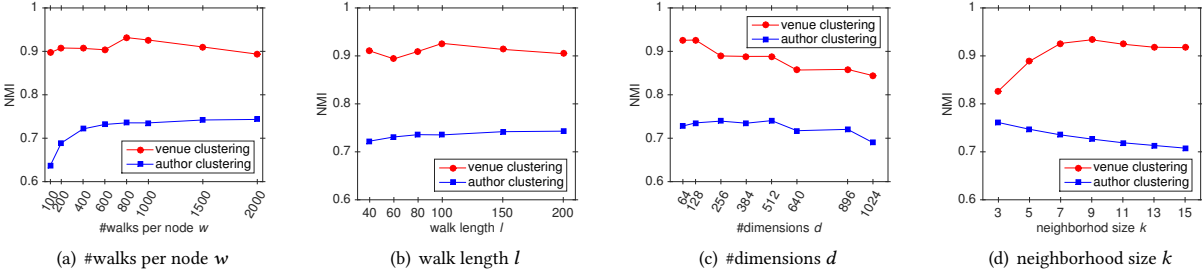 NMI
1
0.9
0.8
0.7
0.6
100
200
400
600
800
1000
1500
2000
venue clustering
author clustering
#walks per node w
(a) #walks per node w
NMI
1
0.9
0.8
0.7
0.6
40
60
80
100
150
200
venue clustering
author clustering
walk length l
(b) walk length l
NMI
1
0.9
0.8
0.7
0.6
64
128
256
384
512
640
896
1024
venue clustering
author clustering
#dimensions d
(c) #dimensions d
NMI
1
0.9
0.8
0.7
0.6
3
5
7
9
11
13
15
venue clustering
author clustering
neighborhod size k
(d) neighborhod size k